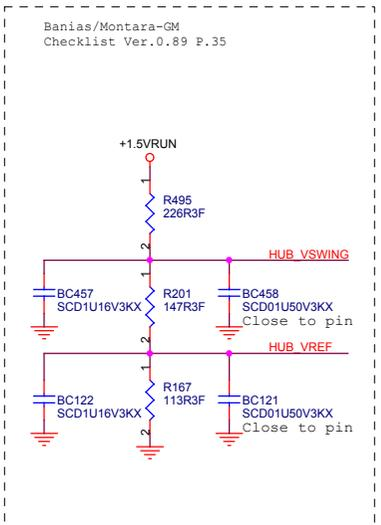 Banias/Montara-GM
Checklist Ver.0.89 P.35
+1.5VRUN
1
R495
226R3F
2
HUB_VSWING
1
BC457
SCD1U16V3KX
R201
147R3F
BC458
SCD01U50V3KX
Close to pin
2
HUB_VREF
1
BC122
SCD1U16V3KX
R167
113R3F
BC121
SCD01U50V3KX
Close to pin
2